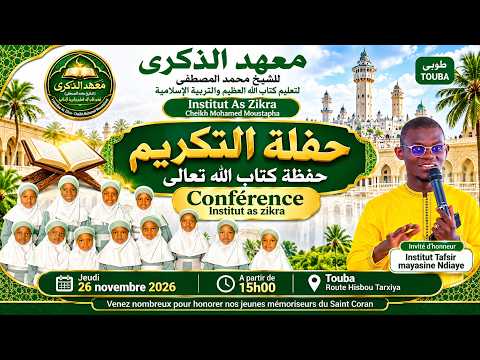 معهد الذكرى
للشيخ محمد المصطفى
لتعليم كتاب الله العظيم والتربية الإسلامية
Institut As Zikra
Cheikh Mohamed Moustapha
طوبى
TOUBA
معهد الذكرى
حفلة التكريم
حفظة كتاب الله تعالى
Conférence
Institut as zikra
Invité d'honneur
Institut Tafsir
mayasine Ndiaye
Jeudi
26 novembre 2026
A partir de
15h00
Touba
Route Hisbou Tarxiya
Venez nombreux pour honorer nos jeunes mémoriseurs du Saint Coran